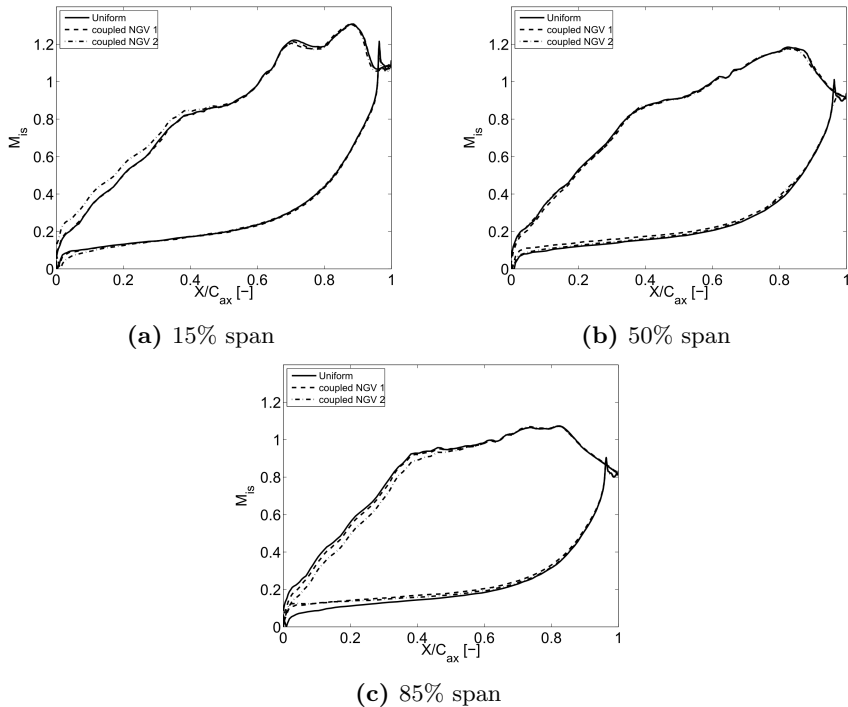 Uniform
coupled NGV 1
coupled NGV 2
1.2
1
0.8
0.6
0.4
0.2
0
M_is
0 0.2 0.4 0.6 0.8 1
X/C_ax [−]
(a) 15% span
Uniform
coupled NGV 1
coupled NGV 2
1.2
1
0.8
0.6
0.4
0.2
0
M_is
0 0.2 0.4 0.6 0.8 1
X/C_ax [−]
(b) 50% span
Uniform
coupled NGV 1
coupled NGV 2
1.2
1
0.8
0.6
0.4
0.2
0
M_is
0 0.2 0.4 0.6 0.8 1
X/C_ax [−]
(c) 85% span